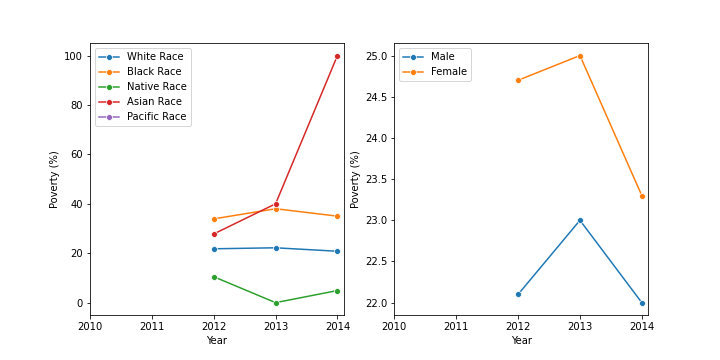 White Race
Black Race
Native Race
Asian Race
Pacific Race
100
80
60
40
20
0
Poverty (%)
2010 2011 2012 2013 2014
Year
Male
Female
25.0
24.5
24.0
23.5
23.0
22.5
22.0
Poverty (%)
2010 2011 2012 2013 2014
Year